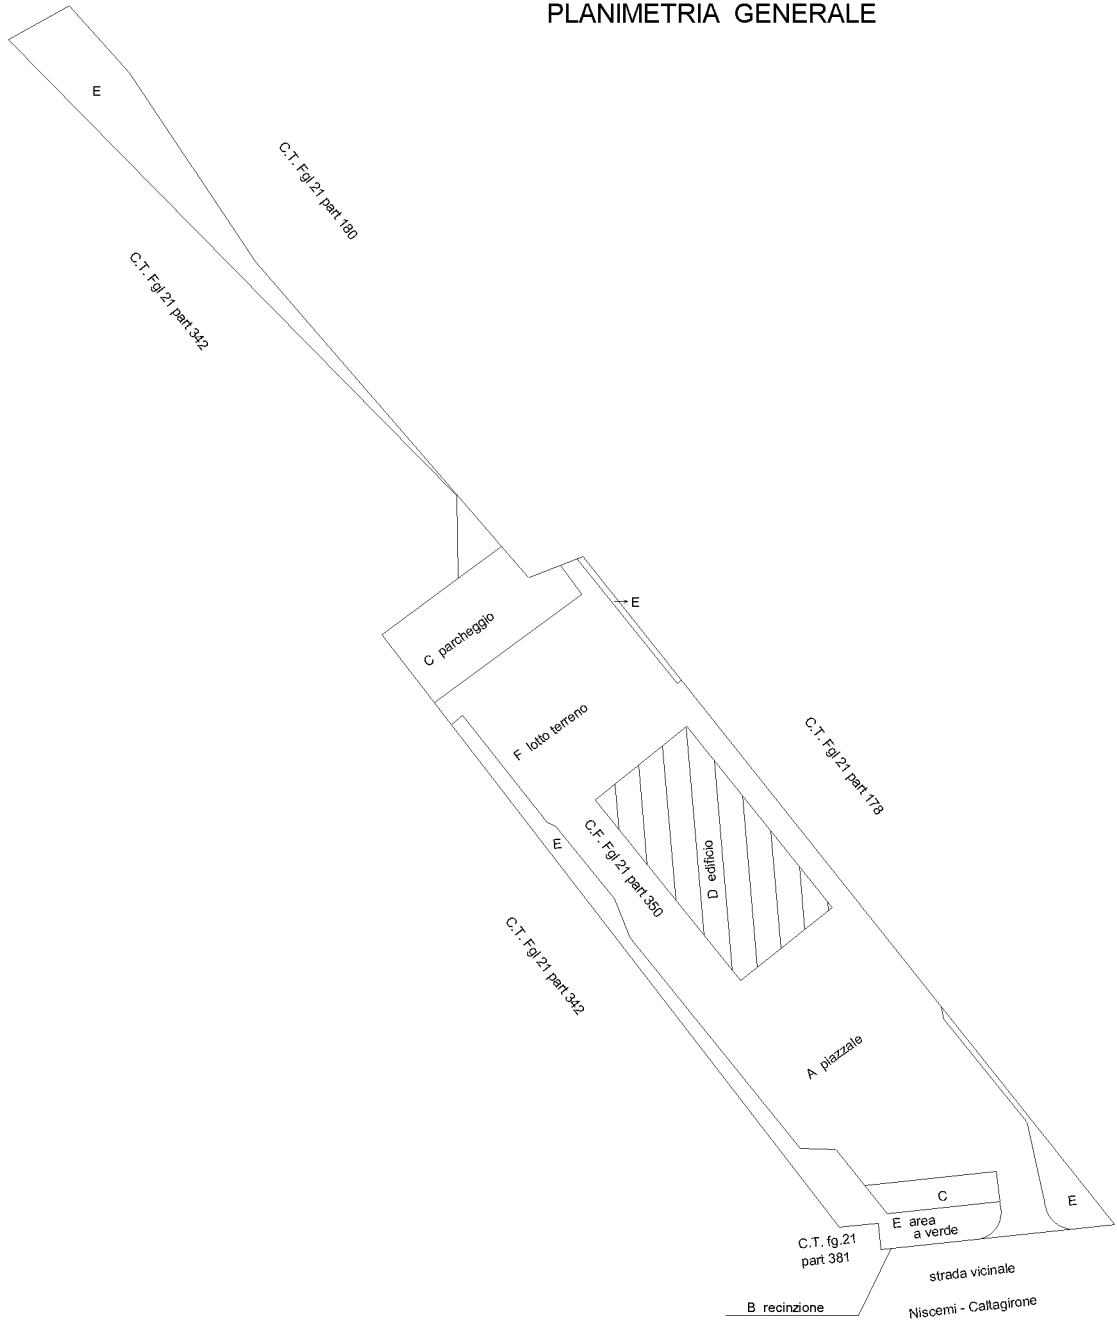 PLANIMETRIA GENERALE
E
C.T. Fgl 21 part 180
C.T. Fgl 21 part 342
E
C parcheggio
F lotto terreno
C.T. Fgl 21 part 178
E
C.F. Fgl 21 part 350
D edificio
C.T. Fgl 21 part 342
A piazzale
C
E
E area
a verde
C.T. fg.21
part 381
strada vicinale
B recinzione
Niscemi - Caltagirone